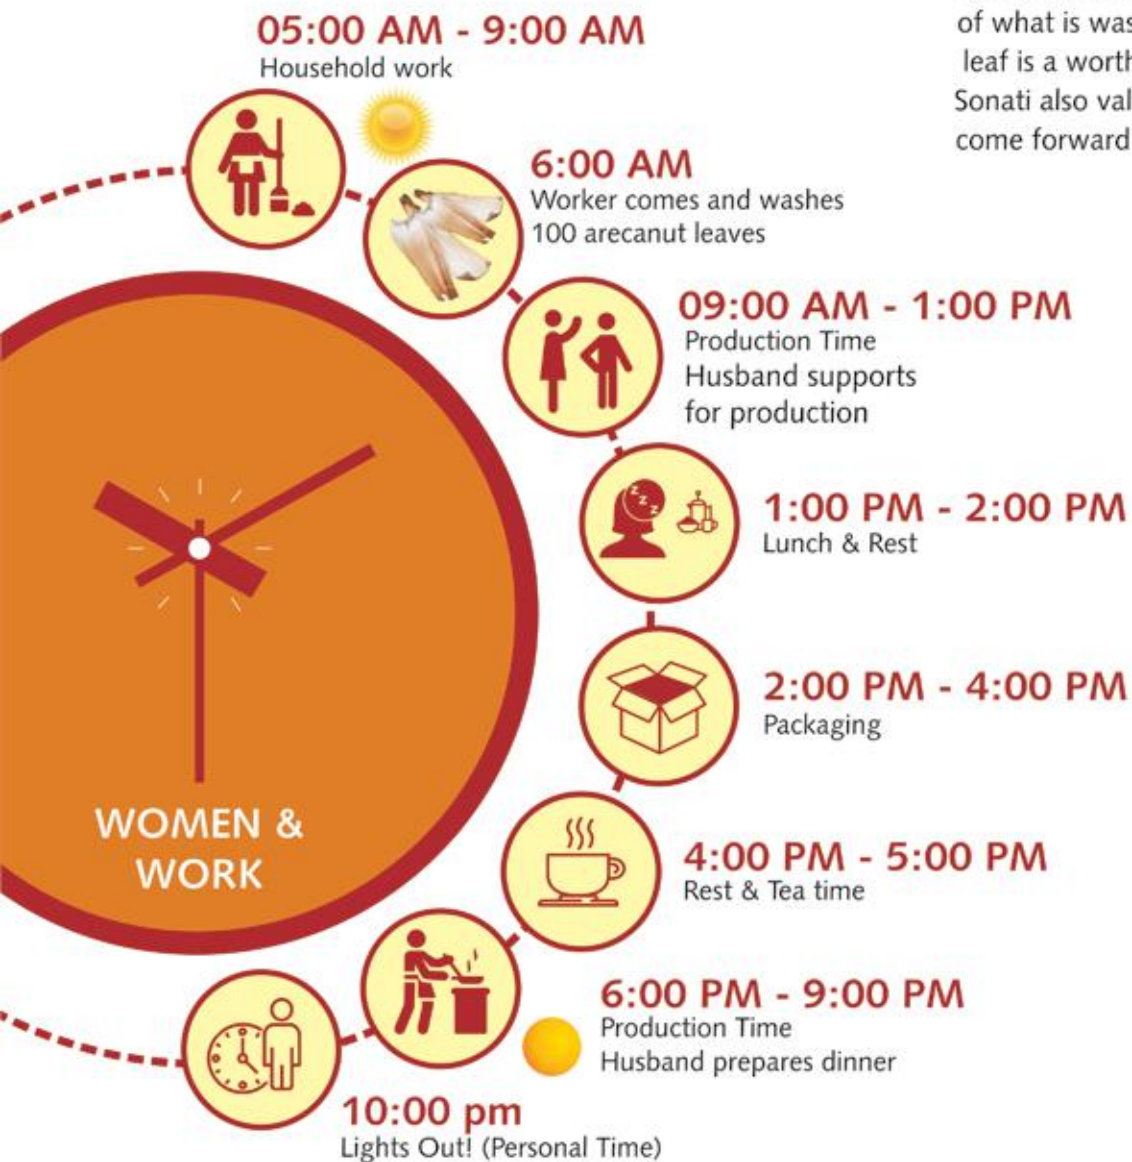 of what is
leaf is a
Sonati also
come forward
05:00 AM - 9:00 AM
Household work
6:00 AM
Worker comes and washes
100 arecanut leaves
09:00 AM - 1:00 PM
Production Time
Husband supports
for production
1:00 PM - 2:00 PM
Lunch & Rest
2:00 PM - 4:00 PM
Packaging
4:00 PM - 5:00 PM
Rest & Tea time
6:00 PM - 9:00 PM
Production Time
Husband prepares dinner
10:00 pm
Lights Out! (Personal Time)
WOMEN &
WORK
z z z